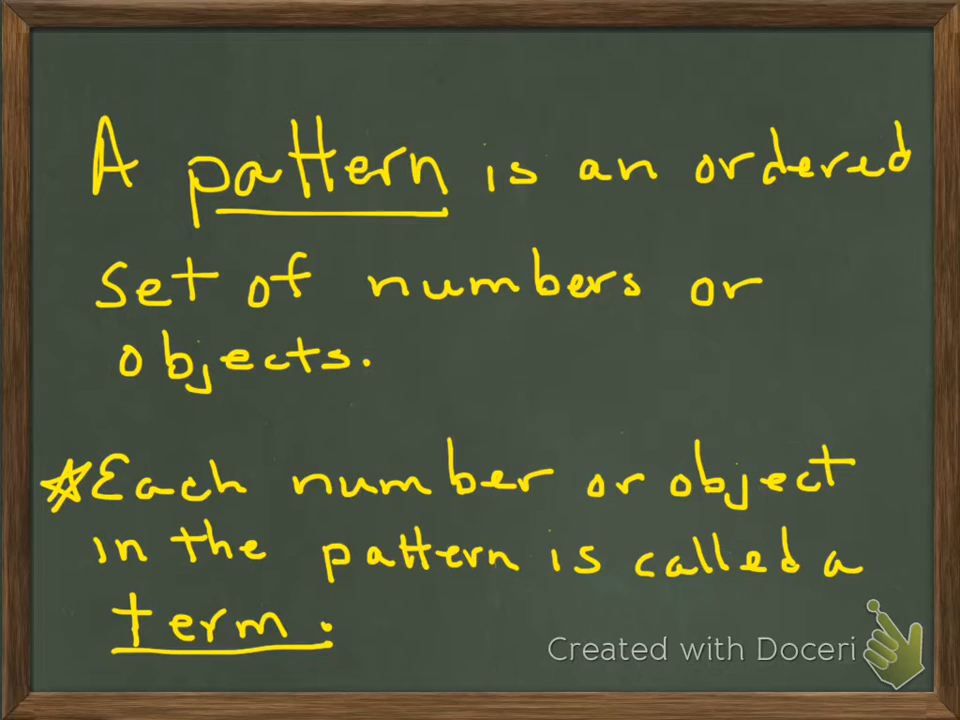 A pattern is an ordered
set of numbers or
objects.
☆Each number or object
in the pattern is called a
term.
Created with Doceri